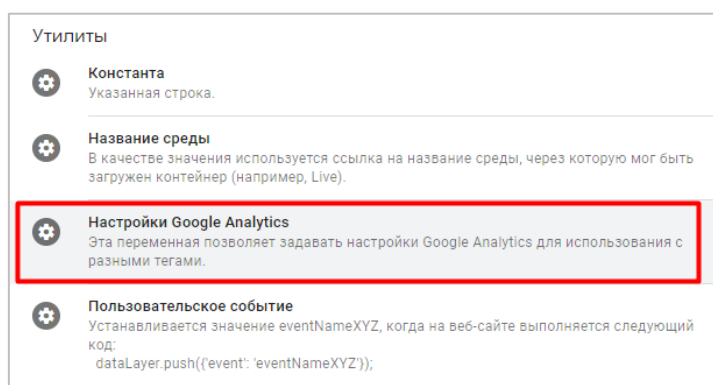 Утилиты
Константа
Указанная строка.
Название среды
В качестве значения используется ссылка на название среды, через которую мог быть
загружен контейнер (например, Live).
Настройки Google Analytics
Эта переменная позволяет задавать настройки Google Analytics для использования с
разными тегами.
Пользовательское событие
Устанавливается значение eventNameXYZ, когда на веб-сайте выполняется следующий
код:
dataLayer.push({'event': 'eventNameXYZ'});